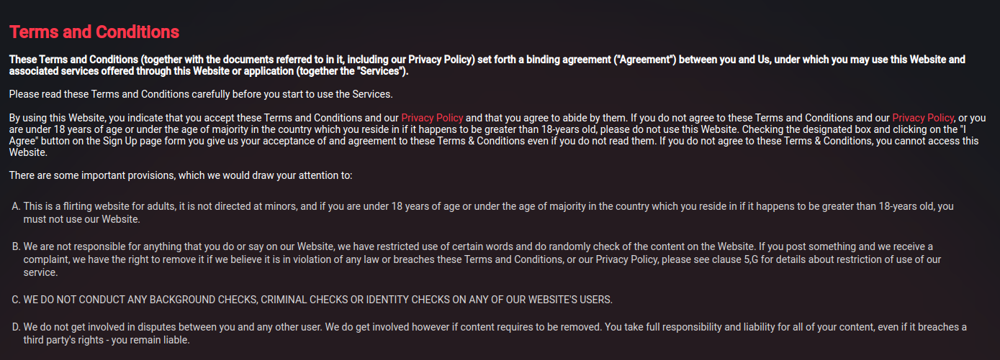 Terms and Conditions
These Terms and Conditions (together with the documents referred to in it, including our Privacy Policy) set forth a binding agreement ("Agreement") between you and Us, under which you may use this Website and
associated services offered through this Website or application (together the "Services").
Please read these Terms and Conditions carefully before you start to use the Services.
By using this Website, you indicate that you accept these Terms and Conditions and our Privacy Policy and that you agree to abide by them. If you do not agree to these Terms and Conditions and our Privacy Policy, or you
are under 18 years of age or under the age of majority in the country which you reside in if it happens to be greater than 18-years old, please do not use this Website. Checking the designated box and clicking on the "I
Agree" button on the Sign Up page form you give us your acceptance of and agreement to these Terms & Conditions even if you do not read them. If you do not agree to these Terms & Conditions, you cannot access this
Website.
There are some important provisions, which we would draw your attention to:
A. This is a flirting website for adults, it is not directed at minors, and if you are under 18 years of age or under the age of majority in the country which you reside in if it happens to be greater than 18-years old, you
must not use our Website.
B. We are not responsible for anything that you do or say on our Website, we have restricted use of certain words and do randomly check of the content on the Website. If you post something and we receive a
complaint, we have the right to remove it if we believe it is in violation of any law or breaches these Terms and Conditions, or our Privacy Policy, please see clause 5,G for details about restriction of use of our
service.
C. WE DO NOT CONDUCT ANY BACKGROUND CHECKS, CRIMINAL CHECKS OR IDENTITY CHECKS ON ANY OF OUR WEBSITE'S USERS.
D. We do not get involved in disputes between you and any other user. We do get involved however if content requires to be removed. You take full responsibility and liability for all of your content, even if it breaches a
third party's rights - you remain liable.